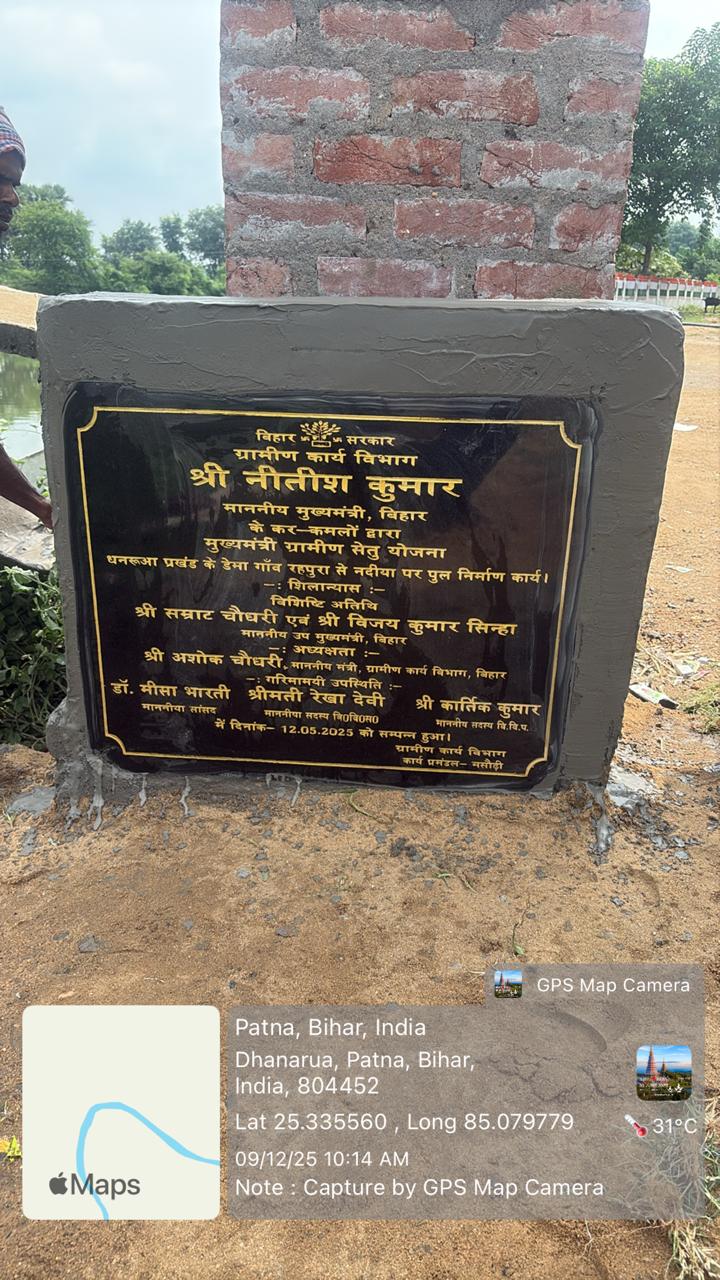 बिहार सरकार
ग्रामीण कार्य विभाग
श्री नीतीश कुमार
माननीय मुख्यमंत्री, बिहार
के कर–कमलों द्वारा
मुख्यमंत्री ग्रामीण सेतु योजना
धनरूआ प्रखंड के डेमा गाँव रहपुरा से नदीया पर पुल निर्माण कार्य।
–: शिलान्यास :–
विशिष्टि अतिथि
श्री सम्राट चौधरी एवं श्री विजय कुमार सिन्हा
माननीय उप मुख्यमंत्री, बिहार
–: अध्यक्षता :–
श्री अशोक चौधरी, माननीय मंत्री, ग्रामीण कार्य विभाग, बिहार
–: गरिमामयी उपस्थिति :–
डॉ. मीसा भारती श्रीमती रेखा देवी श्री कार्तिक कुमार
माननीया सांसद माननीया सदस्य वि0वि0स0 माननीय सदस्य वि.वि.प.
में दिनांक– 12.05.2025 को सम्पन्न हुआ।
ग्रामीण कार्य विभाग
कार्य प्रमंडल– मसौढ़ी
GPS Map Camera
Patna, Bihar, India
Dhanarua, Patna, Bihar,
India, 804452
Lat 25.335560 , Long 85.079779
31°C
09/12/25 10:14 AM
Note : Capture by GPS Map Camera
Maps